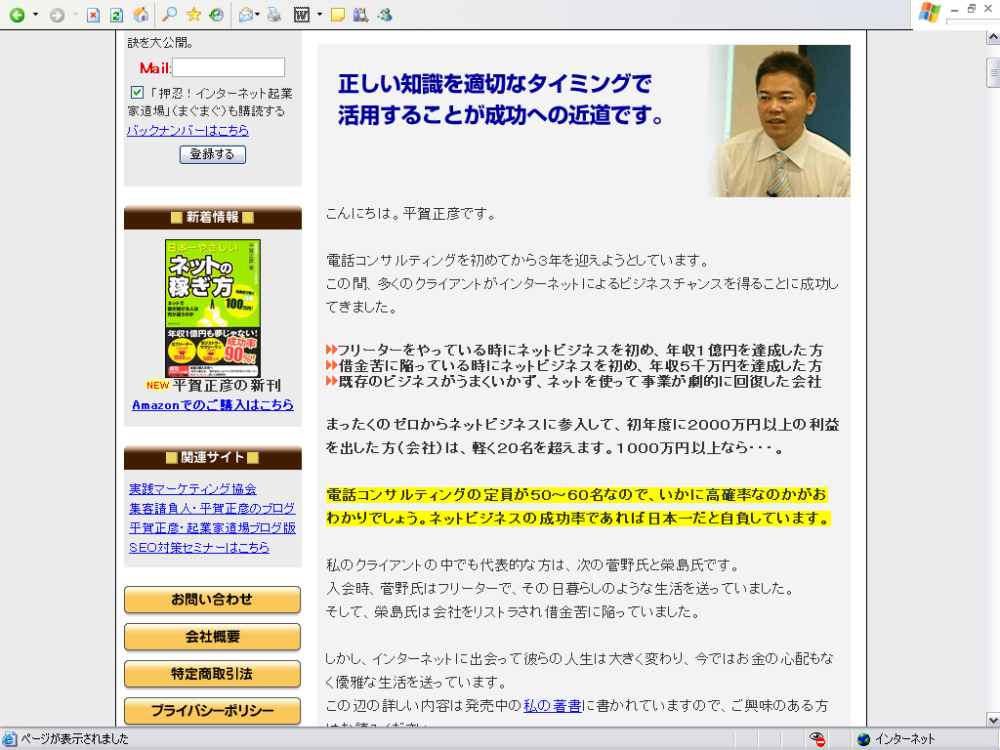 訣を大公開。
Mail:
「押忍！インターネット起業
家道場」（まぐまぐ）も購読する
バックナンバーはこちら
登録する
新着情報
日本一やさしい
ネットの
稼ぎ方
平賀正彦 著
ネットで
稼ぎ続ける人は
何が違うのか
100万円!
年収1億円も夢じゃない!
成功率
90%!
NEW 平賀正彦の新刊
Amazonでのご購入はこちら
関連サイト
実践マーケティング協会
集客請負人・平賀正彦のブログ
平賀正彦・起業家道場ブログ版
ＳＥＯ対策セミナーはこちら
お問い合わせ
会社概要
特定商取引法
プライバシーポリシー
正しい知識を適切なタイミングで
活用することが成功への近道です。
こんにちは。平賀正彦です。
電話コンサルティングを初めてから３年を迎えようとしています。
この間、多くのクライアントがインターネットによるビジネスチャンスを得ることに成功し
てきました。
フリーターをやっている時にネットビジネスを初め、年収１億円を達成した方
借金苦に陥っている時にネットビジネスを初め、年収５千万円を達成した方
既存のビジネスがうまくいかず、ネットを使って事業が劇的に回復した会社
まったくのゼロからネットビジネスに参入して、初年度に２０００万円以上の利益
を出した方（会社）は、軽く２０名を超えます。１０００万円以上なら・・・。
電話コンサルティングの定員が５０～６０名なので、いかに高確率なのかがお
わかりでしょう。ネットビジネスの成功率であれば日本一だと自負しています。
私のクライアントの中でも代表的な方は、次の菅野氏と榮島氏です。
入会時、菅野氏はフリーターで、その日暮らしのような生活を送っていました。
そして、榮島氏は会社をリストラされ借金苦に陥っていました。
しかし、インターネットに出会って彼らの人生は大きく変わり、今ではお金の心配もな
く優雅な生活を送っています。
この辺の詳しい内容は発売中の私の著書に書かれていますので、ご興味のある方
ページが表示されました
インターネット